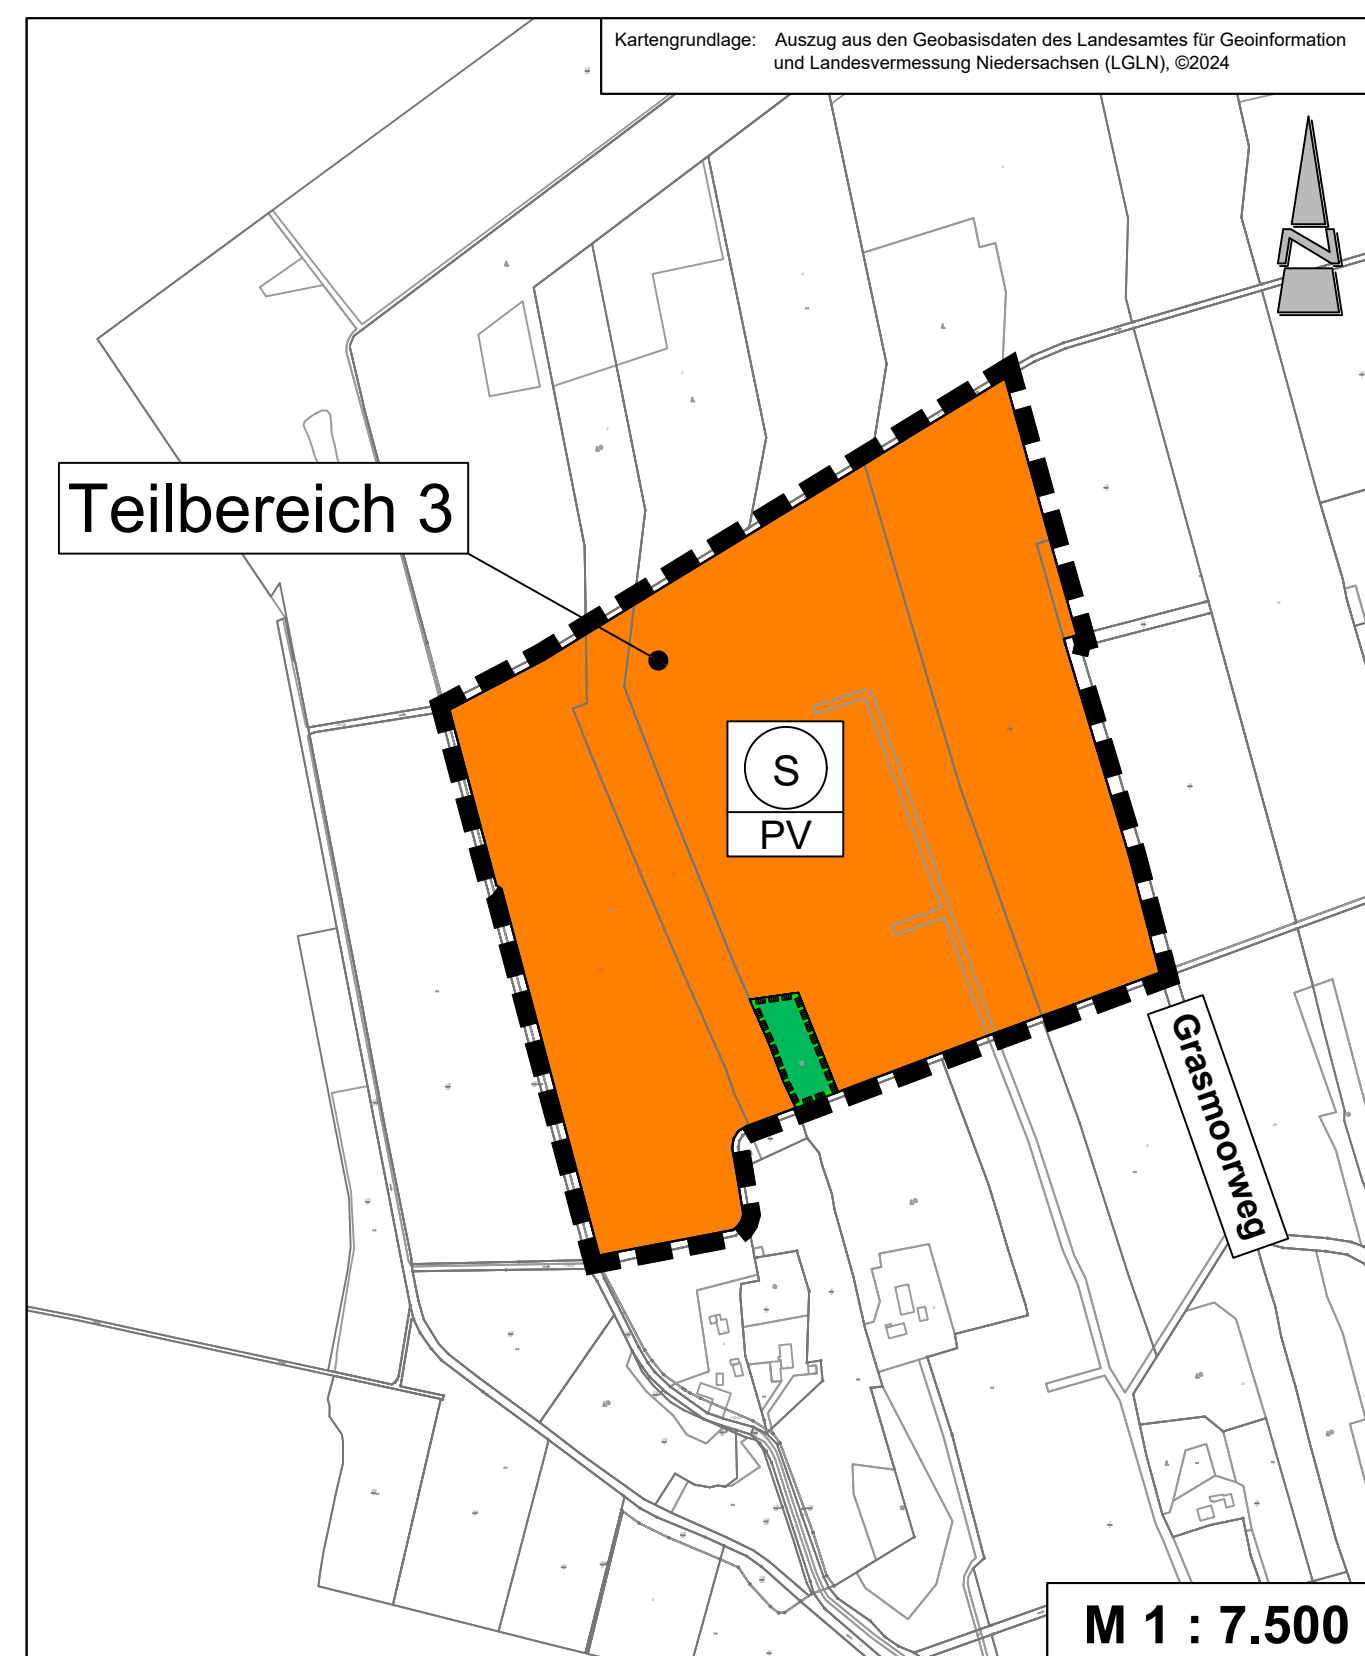 Kartengrundlage: Auszug aus den Geobasisdaten des Landesamtes für Geoinformation
und Landesvermessung Niedersachsen (LGLN), ©2024
N
Teilbereich 3
S
PV
Grasmoorweg
M 1 : 7.500